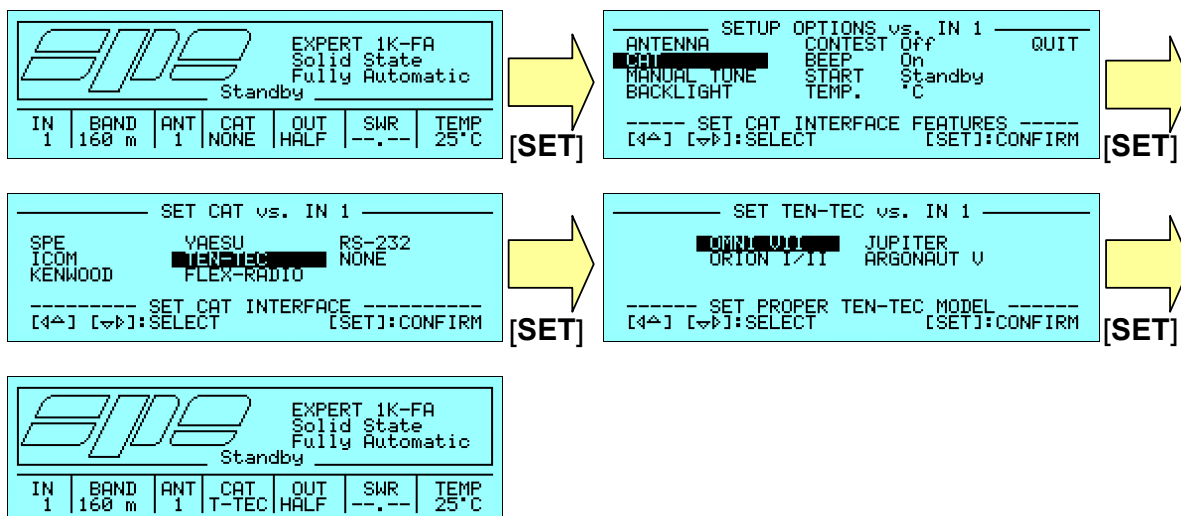 spe
EXPERT 1K-FA
Solid State
Fully Automatic
Standby
IN BAND ANT CAT OUT SWR TEMP
1 160 m 1 NONE HALF --.-- 25°C
[SET]
SETUP OPTIONS vs. IN 1
ANTENNA CONTEST Off QUIT
CAT BEEP On
MANUAL TUNE START Standby
BACKLIGHT TEMP. °C
----- SET CAT INTERFACE FEATURES -----
[◁△] [▽▷]:SELECT [SET]:CONFIRM
[SET]
SET CAT vs. IN 1
SPE YAESU RS-232
ICOM TEN-TEC NONE
KENWOOD FLEX-RADIO
--------- SET CAT INTERFACE ----------
[◁△] [▽▷]:SELECT [SET]:CONFIRM
[SET]
SET TEN-TEC vs. IN 1
OMNI VII JUPITER
ORION I/II ARGONAUT V
------ SET PROPER TEN-TEC MODEL ------
[◁△] [▽▷]:SELECT [SET]:CONFIRM
[SET]
spe
EXPERT 1K-FA
Solid State
Fully Automatic
Standby
IN BAND ANT CAT OUT SWR TEMP
1 160 m 1 T-TEC HALF --.-- 25°C